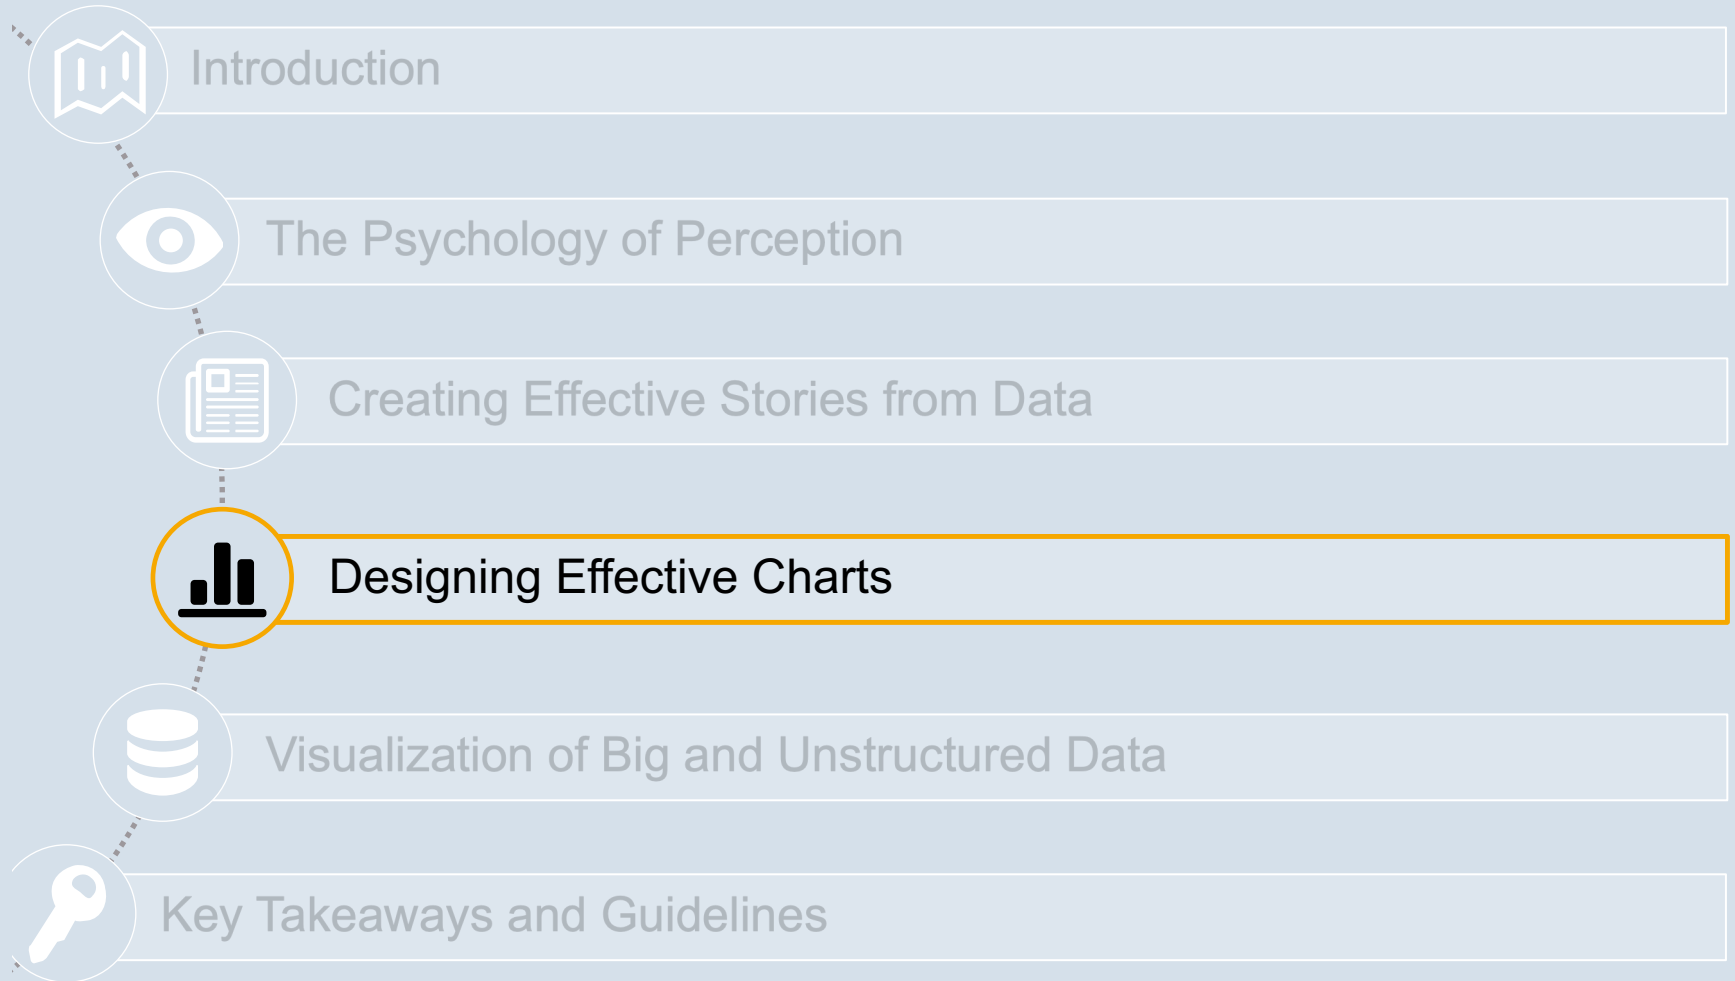 Introduction
The Psychology of Perception
Creating Effective Stories from Data
Designing Effective Charts
Visualization of Big and Unstructured Data
Key Takeaways and Guidelines